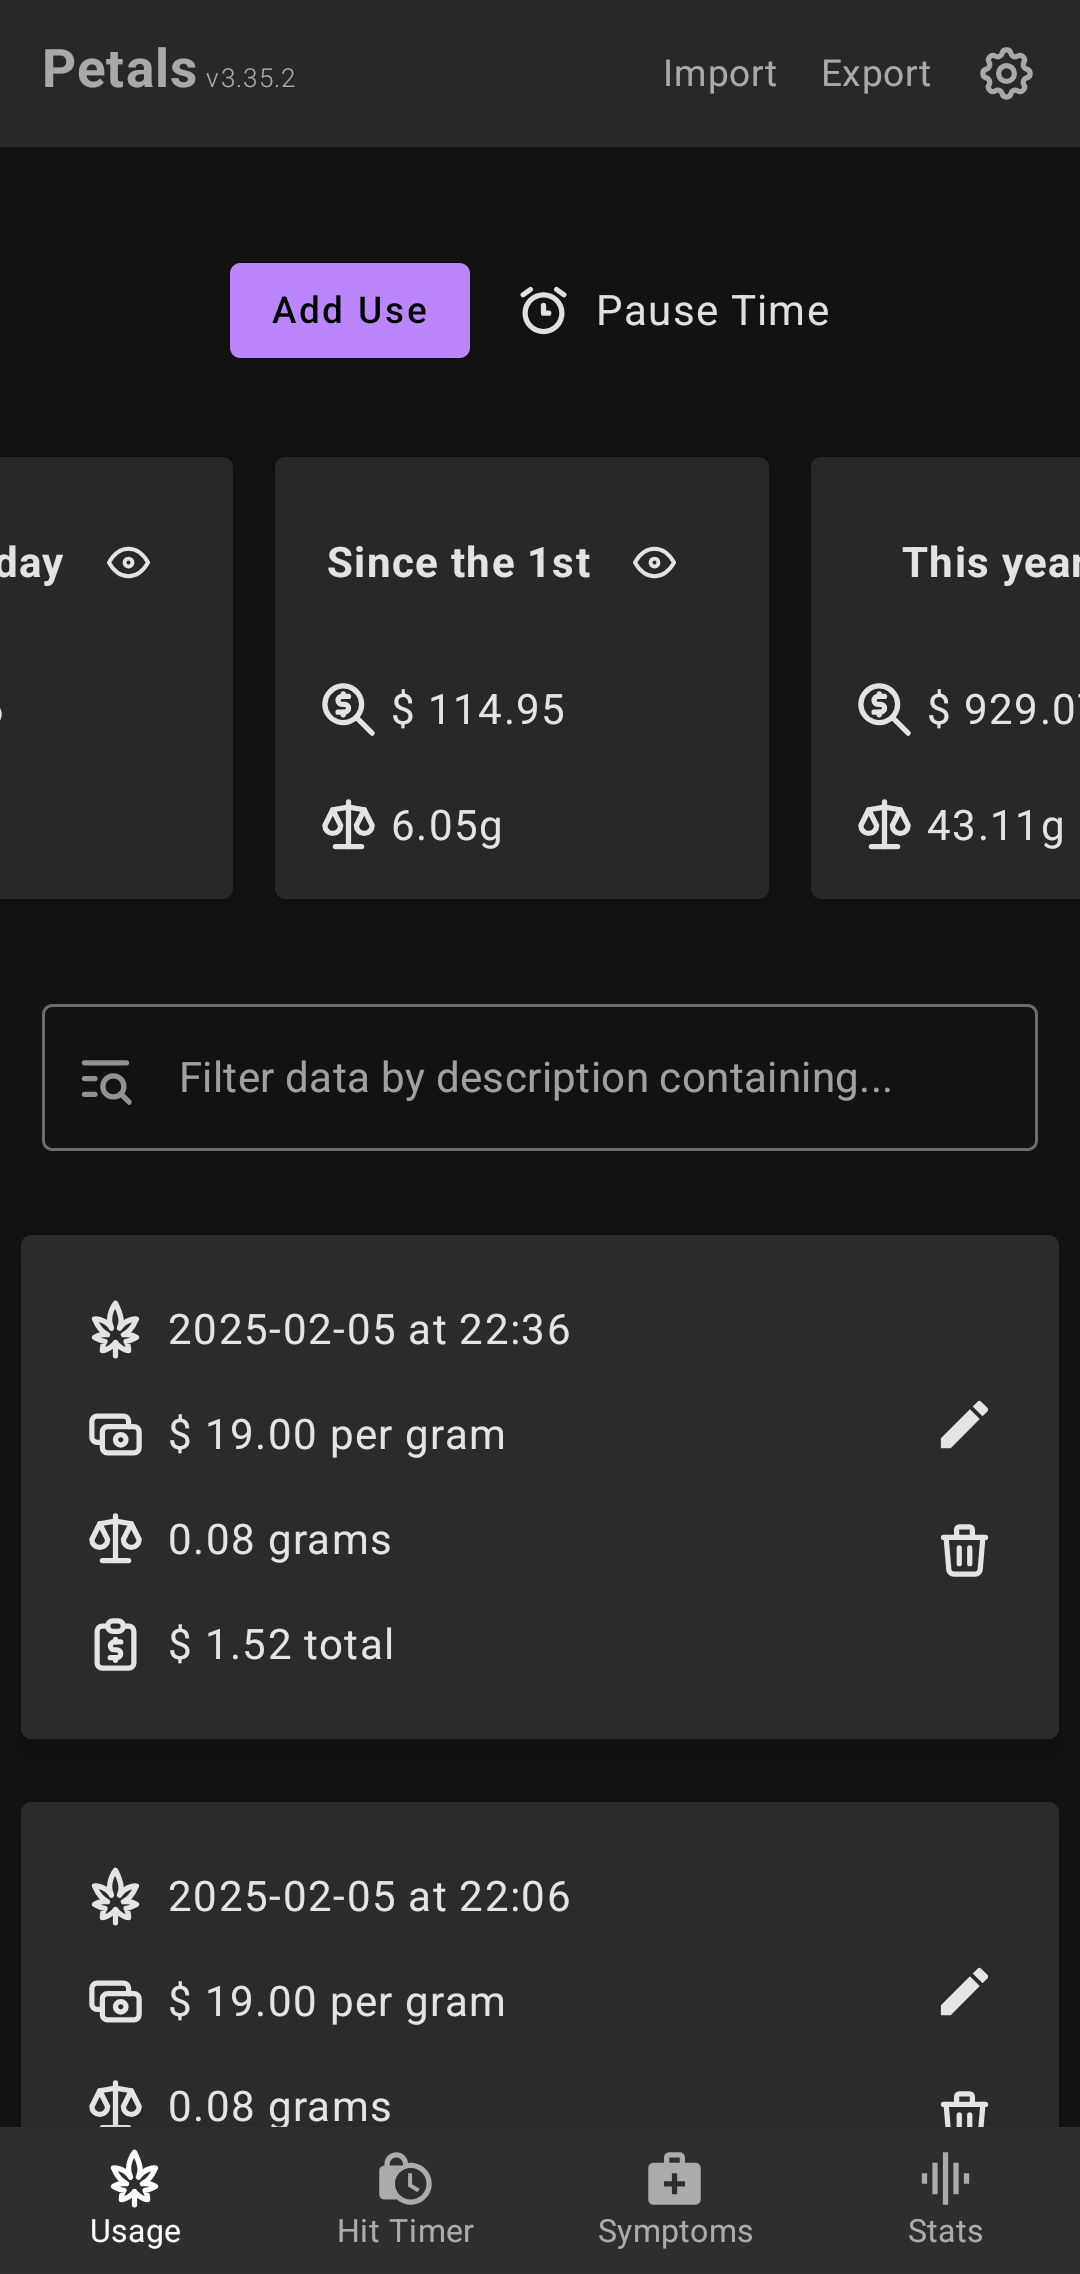 Petals v3.35.2 Import Export
Add Use Pause Time
day Since the 1st This year
$ 114.95 $ 929.0
6.05g 43.11g
Filter data by description containing...
2025-02-05 at 22:36
$ 19.00 per gram
0.08 grams
$ 1.52 total
2025-02-05 at 22:06
$ 19.00 per gram
0.08 grams
Usage Hit Timer Symptoms Stats